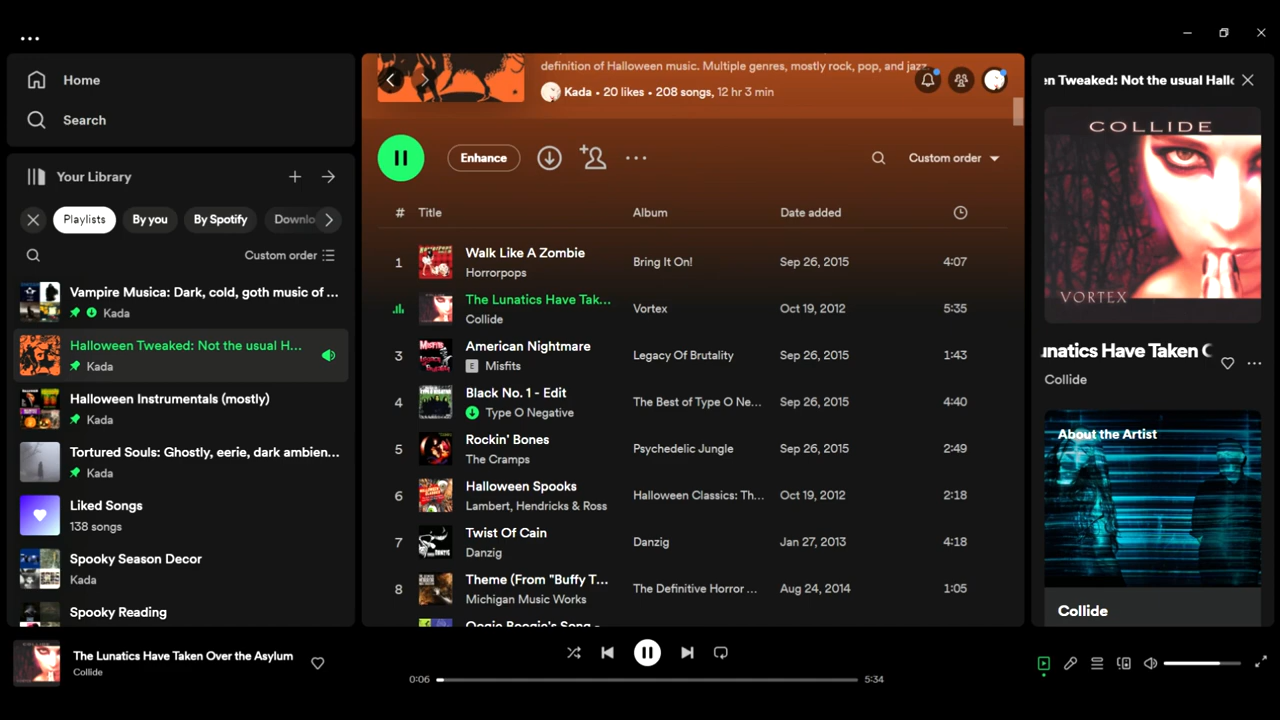 Home
Search
Your Library
Playlists
By you
By Spotify
Downlo
Custom order
Vampire Musica: Dark, cold, goth music of ...
Kada
Halloween Tweaked: Not the usual H...
Kada
Halloween Instrumentals (mostly)
Kada
Tortured Souls: Ghostly, eerie, dark ambien...
Kada
Liked Songs
138 songs
Spooky Season Decor
Kada
Spooky Reading
definition of Halloween music. Multiple genres, mostly rock, pop, and jazz
Kada • 20 likes • 208 songs, 12 hr 3 min
Enhance
Custom order
# Title Album Date added
1 Walk Like A Zombie Bring It On! Sep 26, 2015 4:07
Horrorpops
The Lunatics Have Tak... Vortex Oct 19, 2012 5:35
Collide
3 American Nightmare Legacy Of Brutality Sep 26, 2015 1:43
E Misfits
4 Black No. 1 - Edit The Best of Type O Ne... Sep 26, 2015 4:40
Type O Negative
5 Rockin' Bones Psychedelic Jungle Sep 26, 2015 2:49
The Cramps
6 Halloween Spooks Halloween Classics: Th... Oct 19, 2012 2:18
Lambert, Hendricks & Ross
7 Twist Of Cain Danzig Jan 27, 2013 4:18
Danzig
8 Theme (From "Buffy T... The Definitive Horror ... Aug 24, 2014 1:05
Michigan Music Works
Oogie Boogie's Song -
en Tweaked: Not the usual Hall
COLLIDE
VORTEX
unatics Have Taken O
Collide
About the Artist
Collide
The Lunatics Have Taken Over the Asylum
Collide
0:06
5:34